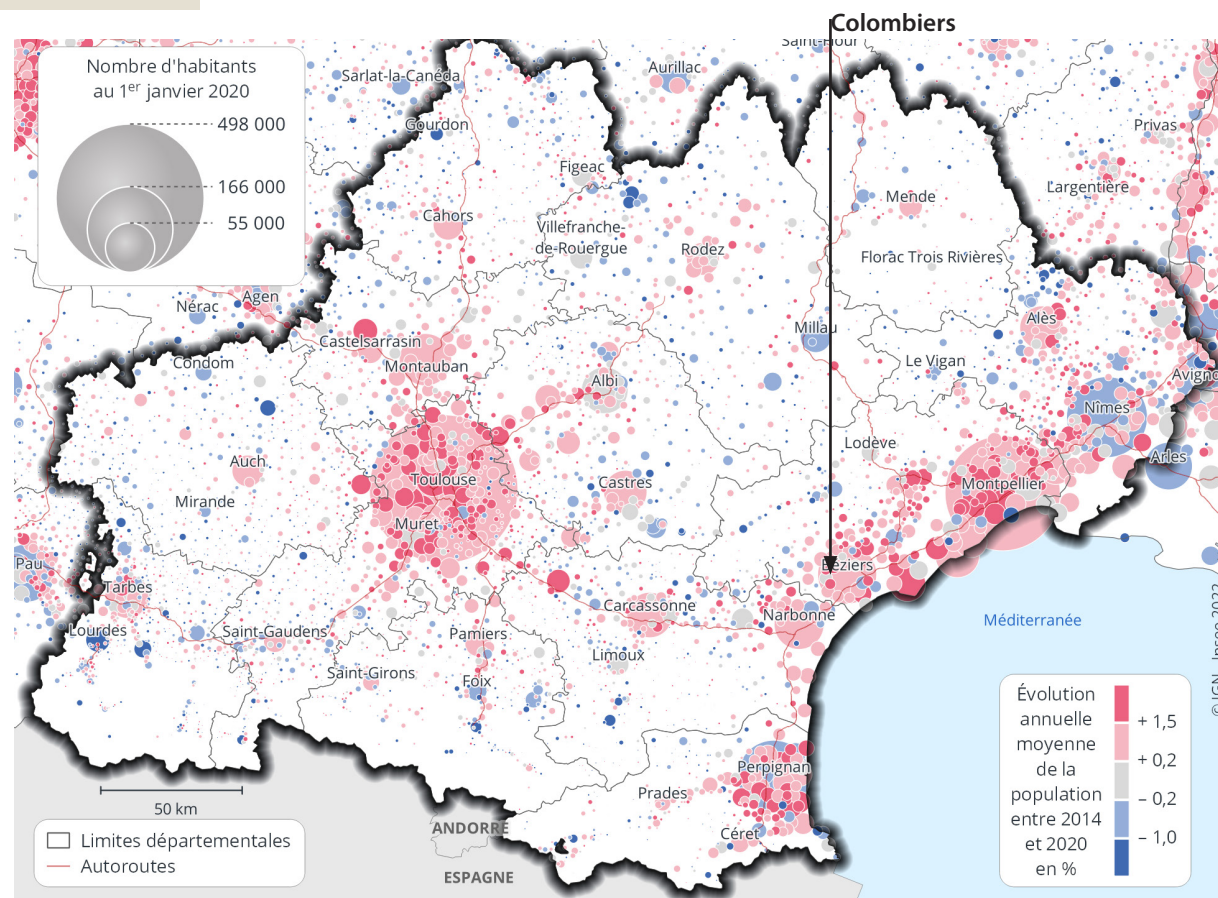 Colombiers
Nombre d'habitants
au 1er janvier 2020
498 000
166 000
55 000
Sarlat-la-Canéda
Aurillac
Gourdon
Privas
Figeac
Largentière
Mende
Cahors
Villefranche-
de-Rouergue
Rodez
Florac Trois Rivières
Nérac
Agen
Alès
Millau
Castelsarrasin
Le Vigan
Condom
Montauban
Albi
Nîmes
Lodève
Arles
Auch
Toulouse
Castres
Montpellier
Mirande
Muret
Pau
Béziers
Tarbes
Carcassonne
Narbonne
Méditerranée
Lourdes
Saint-Gaudens
Pamiers
Limoux
Saint-Girons
Foix
Perpignan
Prades
Céret
50 km
Limites départementales
Autoroutes
ANDORRE
ESPAGNE
Évolution
annuelle
moyenne
de la
population
entre 2014
et 2020
en %
+ 1,5
+ 0,2
– 0,2
– 1,0